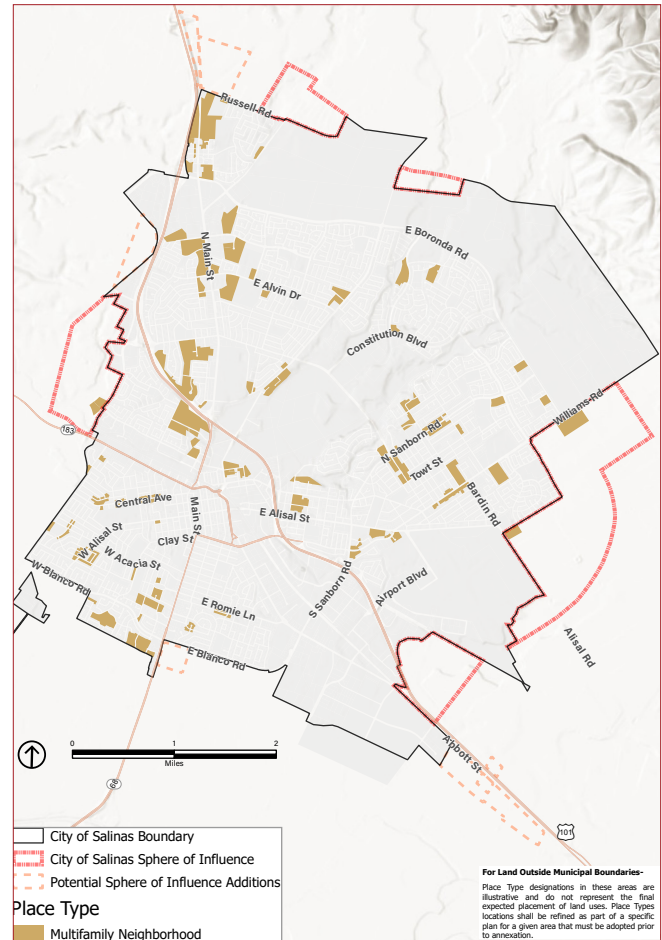 Russell Rd
E Boronda Rd
N Main St
E Alvin Dr
Constitution Blvd
Williams Rd
183
N Sanborn Rd
Towt St
Bardin Rd
Central Ave
Main St
E Alisal St
W Alisal St
Clay St
W Acacia St
W Blanco Rd
S Sanborn Rd
Airport Blvd
E Romie Ln
Alisal Rd
E Blanco Rd
Abbott St
0 1 2
Miles
68
101
City of Salinas Boundary
City of Salinas Sphere of Influence
Potential Sphere of Influence Additions
Place Type
Multifamily Neighborhood
For Land Outside Municipal Boundaries-
Place Type designations in these areas are
illustrative and do not represent the final
expected placement of land uses. Place Types
locations shall be refined as part of a specific
plan for a given area that must be adopted prior
to annexation.